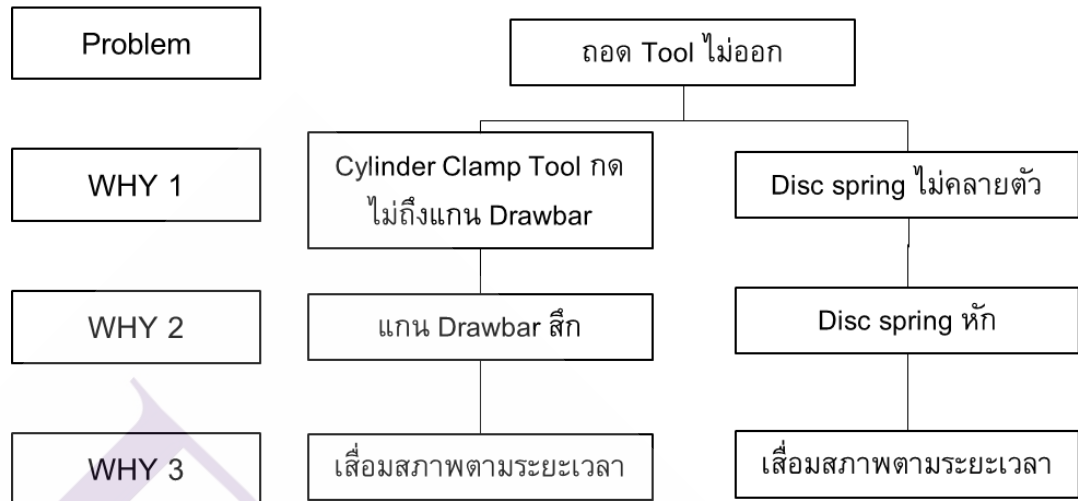 Problem
ถอด Tool ไม่ออก
WHY 1
Cylinder Clamp Tool กด
ไม่ถึงแกน Drawbar
Disc spring ไม่คลายตัว
WHY 2
แกน Drawbar สึก
Disc spring หัก
WHY 3
เสื่อมสภาพตามระยะเวลา
เสื่อมสภาพตามระยะเวลา